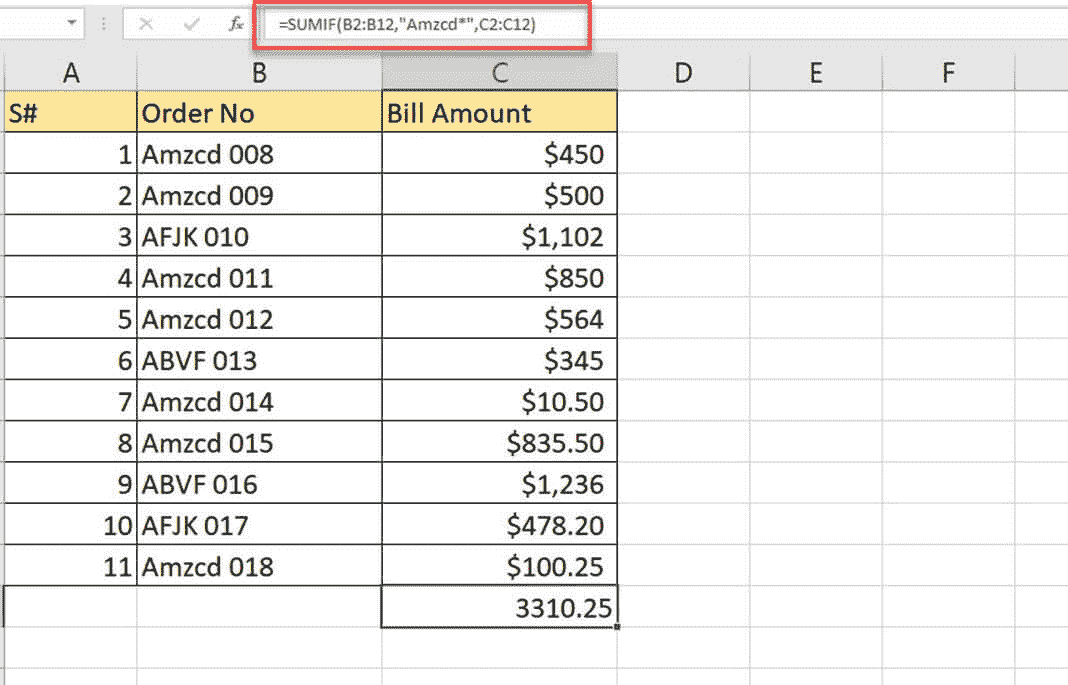 fx =SUMIF(B2:B12,"Amzcd*",C2:C12)
A B C D E F
S# Order No Bill Amount
1 Amzcd 008 $450
2 Amzcd 009 $500
3 AFJK 010 $1,102
4 Amzcd 011 $850
5 Amzcd 012 $564
6 ABVF 013 $345
7 Amzcd 014 $10.50
8 Amzcd 015 $835.50
9 ABVF 016 $1,236
10 AFJK 017 $478.20
11 Amzcd 018 $100.25
3310.25